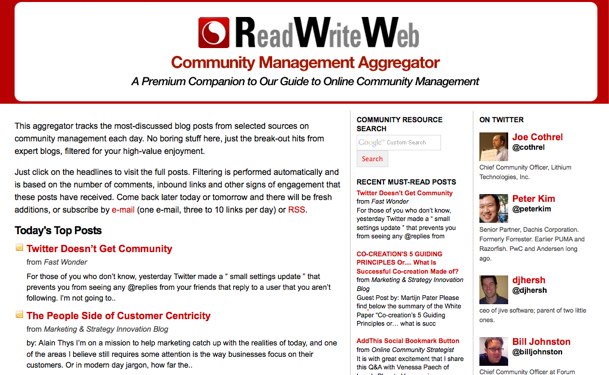 ReadWriteWeb
Community Management Aggregator
A Premium Companion to Our Guide to Online Community Management
This aggregator tracks the most-discussed blog posts from selected sources on
community management each day. No boring stuff here, just the break-out hits from
expert blogs, filtered for your high-value enjoyment.
Just click on the headlines to visit the full posts. Filtering is performed automatically and
is based on the number of comments, inbound links and other signs of engagement that
these posts have received. Come back later today or tomorrow and there will be fresh
additions, or subscribe by e-mail (one e-mail, three to 10 links per day) or RSS.
Today's Top Posts
Twitter Doesn't Get Community
from Fast Wonder
For those of you who don't know, yesterday Twitter made a " small settings update " that
prevents you from seeing any @replies from your friends that reply to a user that you aren't
following. I'm not going to..
The People Side of Customer Centricity
from Marketing & Strategy Innovation Blog
by: Alain Thys I'm on a mission to help marketing catch up with the realities of today, and one
of the areas I believe still requires some attention is the way businesses focus on their
customers. Or in modern day jargon, how far the..
COMMUNITY RESOURCE
SEARCH
Google™ Custom Search
Search
RECENT MUST-READ POSTS
Twitter Doesn't Get Community
from Fast Wonder
For those of you who don't know,
yesterday Twitter made a " small
settings update " that prevents you
from seeing any @replies from
CO-CREATION'S 5 GUIDING
PRINCIPLES Or… What Is
Successful Co-creation Made of?
from Marketing & Strategy Innovation
Blog
Guest Post by: Martijn Pater Please
find below the summary of the White
Paper "Co-creation's 5 Guiding
Principles or… what is succ
AddThis Social Bookmark Button
from Online Community Strategist
It is with great excitement that I share
this Q&A with Venessa Paech of
ON TWITTER
Joe Cothrel
@cothrel
Chief Community Officer, Lithium
Technologies, Inc.
Peter Kim
@peterkim
Senior Partner, Dachis Corporation.
Formerly Forrester. Earlier PUMA and
Razorfish. PwC and Andersen long
ago.
djhersh
@djhersh
ceo of jive software; parent of two little
ones.
Bill Johnston
@billjohnston
Chief Community Officer at Forum